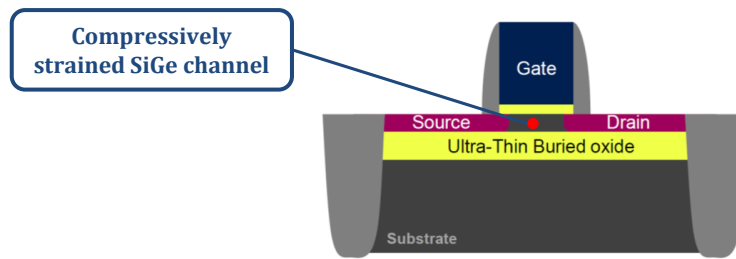 Compressively
strained SiGe channel
Gate
Source
Drain
Ultra-Thin Buried oxide
Substrate